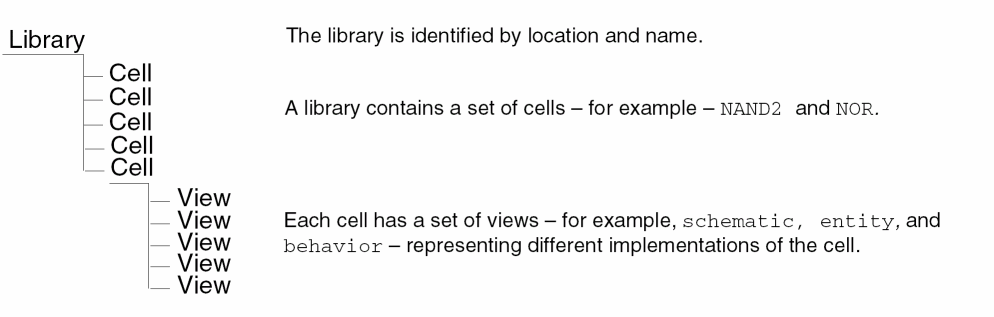 Library
The library is identified by location and name.
Cell
Cell
A library contains a set of cells – for example – NAND2 and NOR.
Cell
Cell
Cell
View
View
Each cell has a set of views – for example, schematic, entity, and
View
behavior – representing different implementations of the cell.
View
View